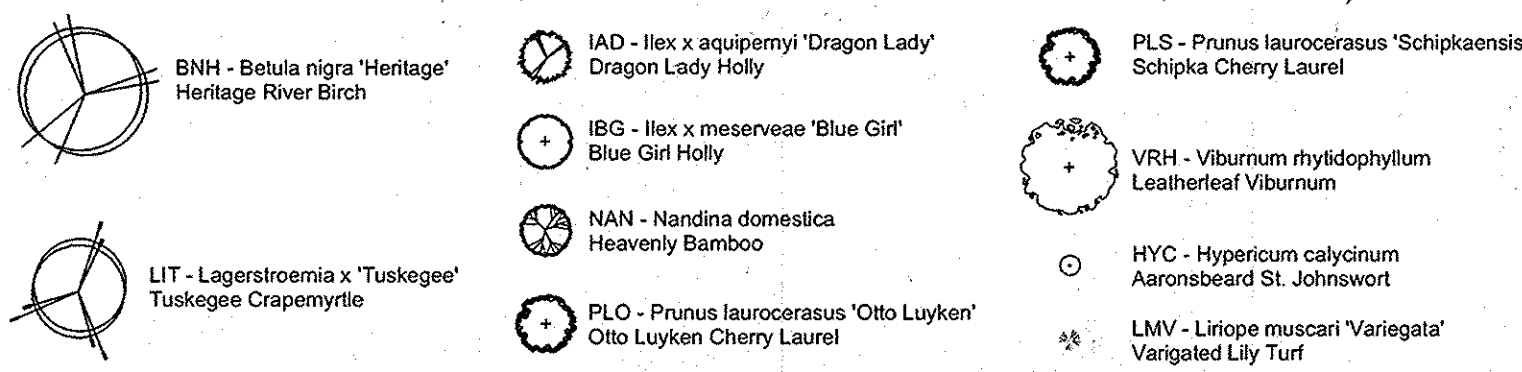 BNH - Betula nigra 'Heritage'
Heritage River Birch
LIT - Lagerstroemia x 'Tuskegee'
Tuskegee Crapemyrtle
IAD - Ilex x aquipernyi 'Dragon Lady'
Dragon Lady Holly
IBG - Ilex x meserveae 'Blue Girl'
Blue Girl Holly
NAN - Nandina domestica
Heavenly Bamboo
PLO - Prunus laurocerasus 'Otto Luyken'
Otto Luyken Cherry Laurel
PLS - Prunus laurocerasus 'Schipkaensis
Schipka Cherry Laurel
VRH - Viburnum rhytidophyllum
Leatherleaf Viburnum
HYC - Hypericum calycinum
Aaronsbeard St. Johnswort
LMV - Liriope muscari 'Variegata'
Varigated Lily Turf